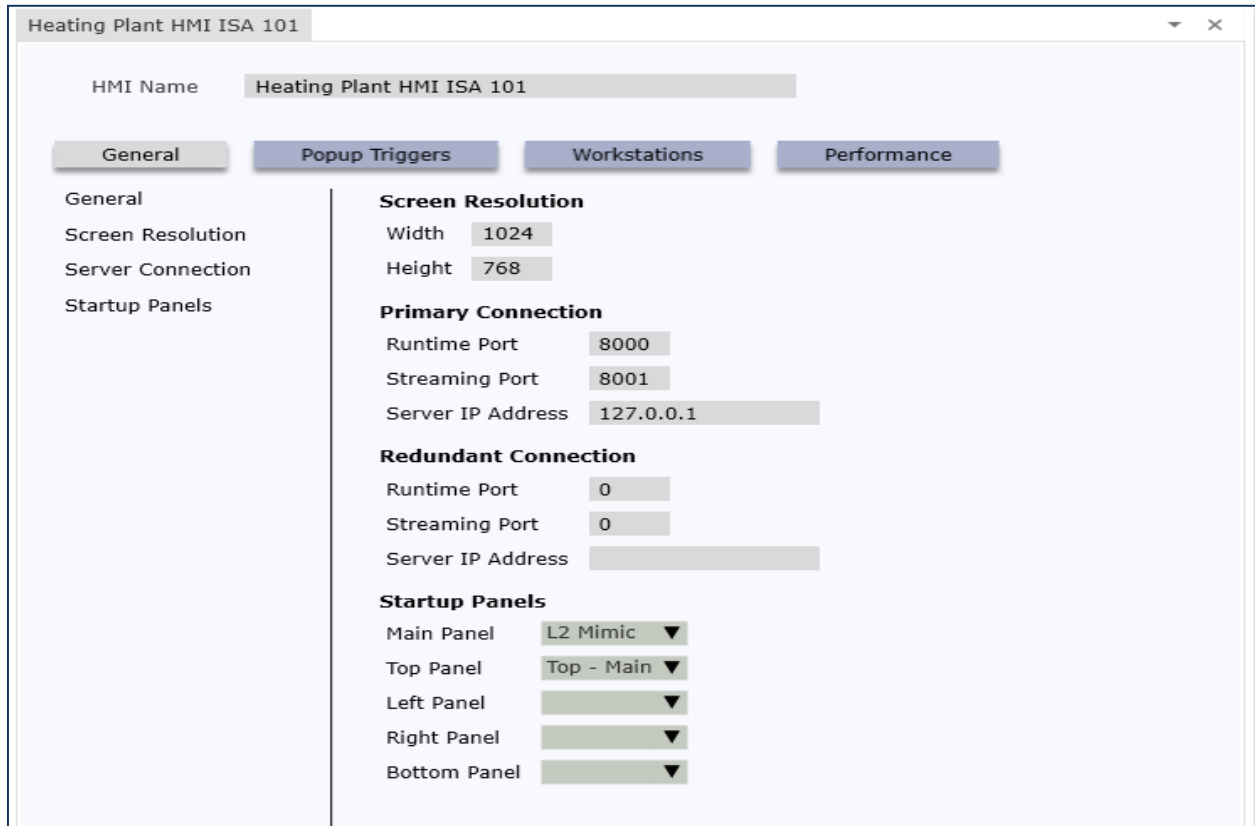 Heating Plant HMI ISA 101
HMI Name Heating Plant HMI ISA 101
General Popup Triggers Workstations Performance
General
Screen Resolution
Server Connection
Startup Panels
Screen Resolution
Width 1024
Height 768
Primary Connection
Runtime Port 8000
Streaming Port 8001
Server IP Address 127.0.0.1
Redundant Connection
Runtime Port 0
Streaming Port 0
Server IP Address
Startup Panels
Main Panel L2 Mimic
Top Panel Top - Main
Left Panel
Right Panel
Bottom Panel